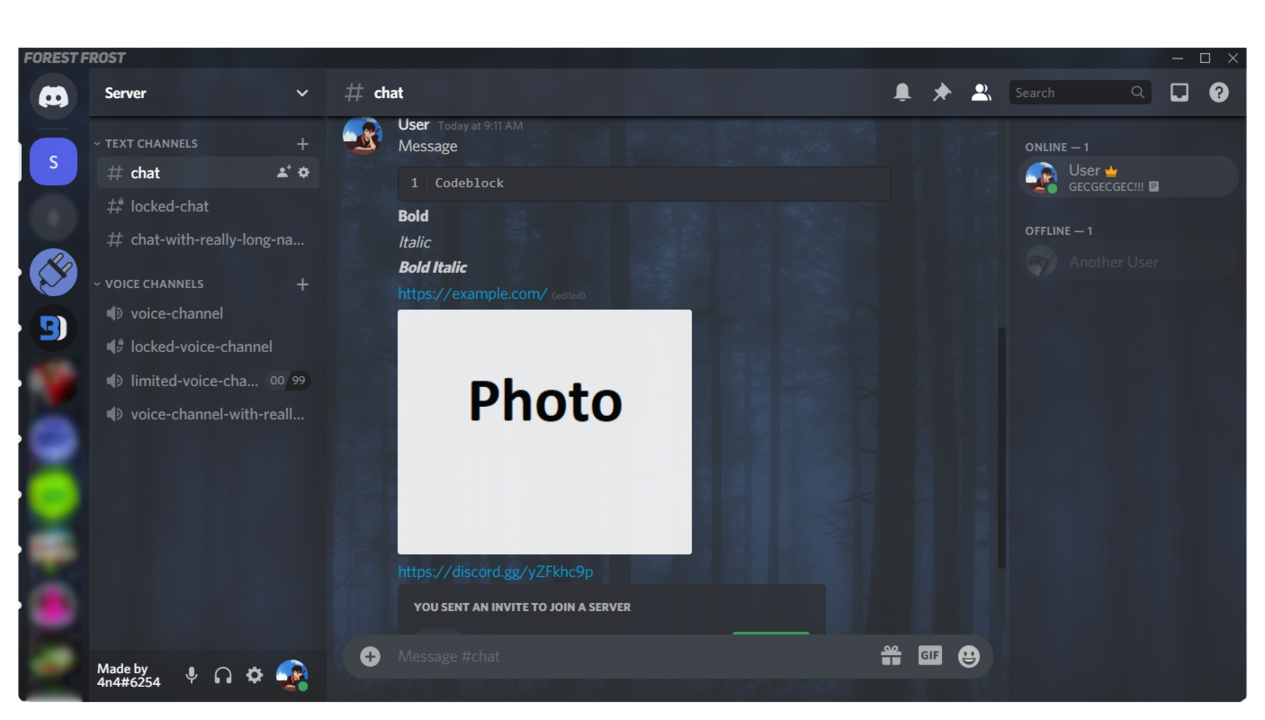 FOREST FROST
Server
# chat
Search
S
TEXT CHANNELS
chat
locked-chat
chat-with-really-long-na...
VOICE CHANNELS
voice-channel
locked-voice-channel
limited-voice-cha... 00 99
voice-channel-with-reall...
Made by
4n4#6254
User Today at 9:11 AM
Message
1 Codeblock
Bold
Italic
Bold Italic
https://example.com/ (edited)
Photo
https://discord.gg/yZFkhc9p
YOU SENT AN INVITE TO JOIN A SERVER
Message #chat
GIF
ONLINE — 1
User
GECGECGEC!!!
OFFLINE — 1
Another User